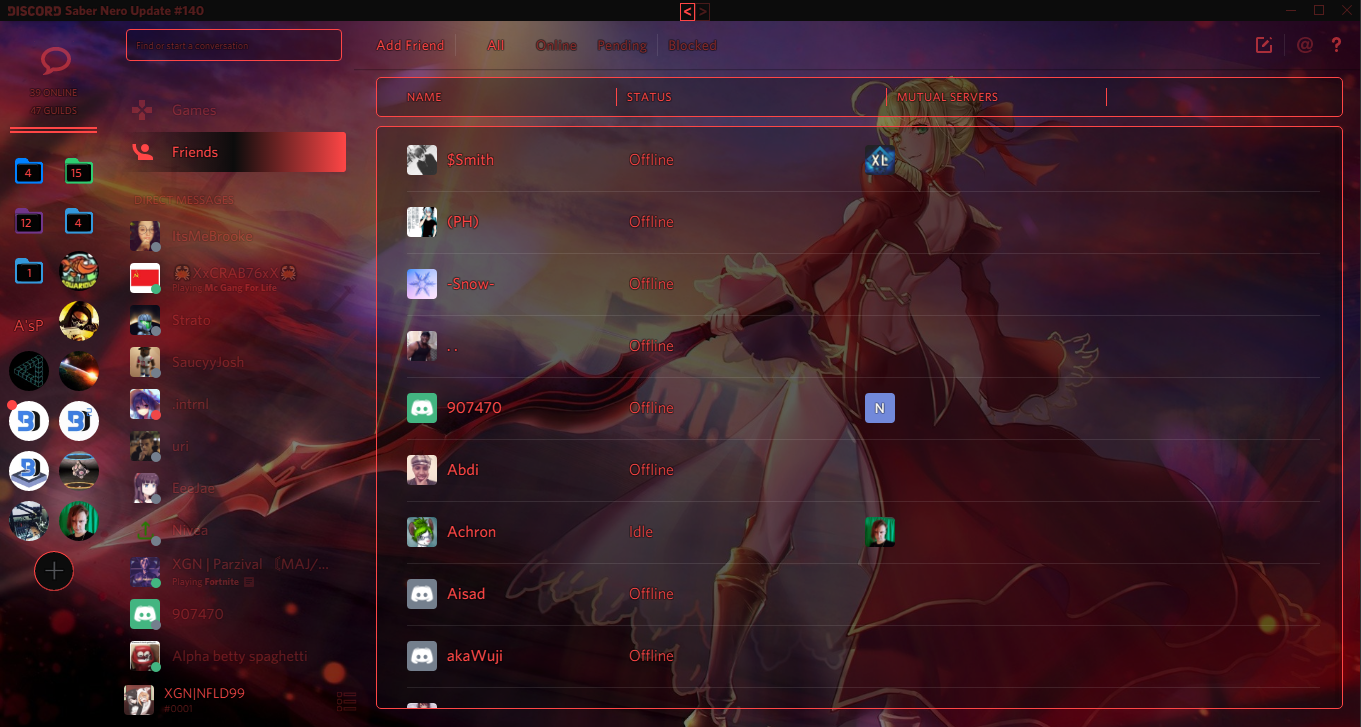 DISCORD Saber Nero Update #140
< >
39 ONLINE
47 GUILDS
4
15
12
4
1
A'sP
Find or start a conversation
Games
Friends
DIRECT MESSAGES
ItsMeBrooke
🦀XxCRAB76xX🦀
Playing Mc Gang For Life
Strato
SaucyyJosh
intrnl
uri
EeeJae
Nivea
XGN | Parzival 〔MAJ/...
Playing Fortnite
907470
Alpha betty spaghetti
XGN|NFLD99
#0001
Add Friend All Online Pending Blocked
@ ?
NAME STATUS MUTUAL SERVERS
$Smith Offline XL
(PH) Offline
-Snow- Offline
. . Offline
907470 Offline N
Abdi Offline
Achron Idle
Aisad Offline
akaWuji Offline